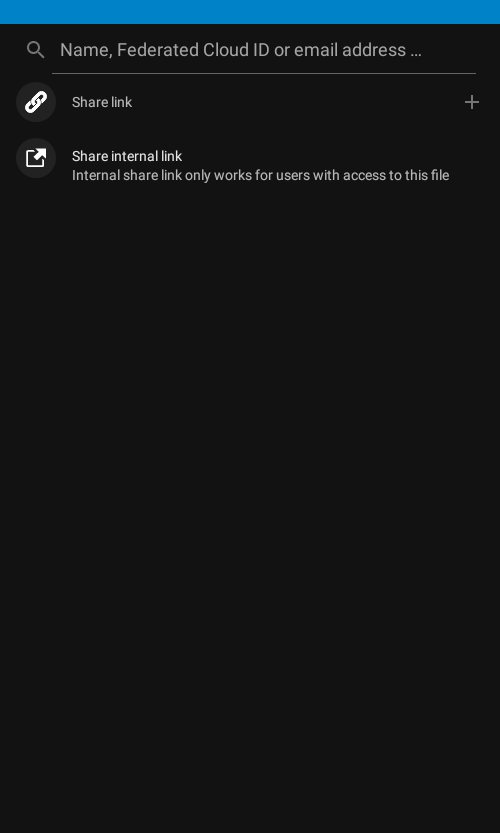 Name, Federated Cloud ID or email address …
Share link
Share internal link
Internal share link only works for users with access to this file